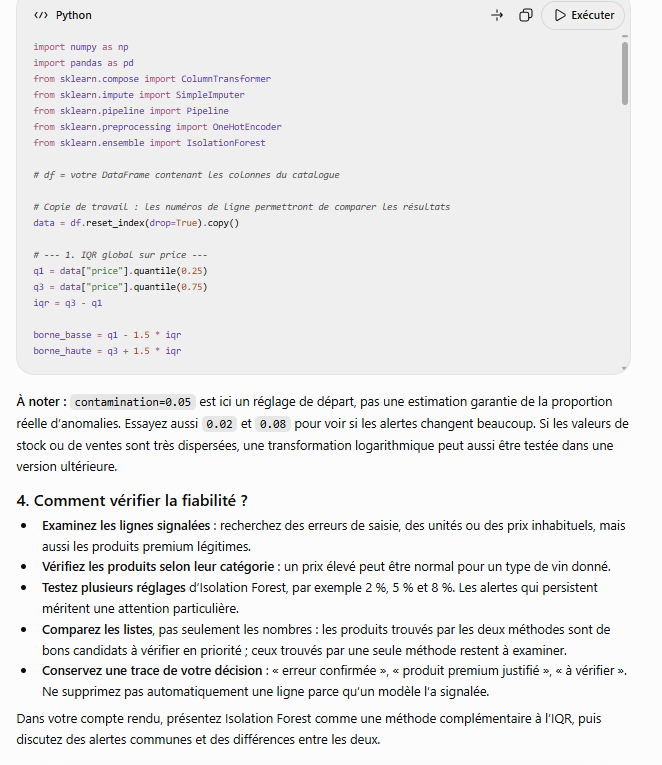 </> Python
Exécuter
import numpy as np
import pandas as pd
from sklearn.compose import ColumnTransformer
from sklearn.impute import SimpleImputer
from sklearn.pipeline import Pipeline
from sklearn.preprocessing import OneHotEncoder
from sklearn.ensemble import IsolationForest
# df = votre DataFrame contenant les colonnes du catalogue
# Copie de travail : les numéros de ligne permettront de comparer les résultats
data = df.reset_index(drop=True).copy()
# --- 1. IQR global sur price ---
q1 = data["price"].quantile(0.25)
q3 = data["price"].quantile(0.75)
iqr = q3 - q1
borne_basse = q1 - 1.5 * iqr
borne_haute = q3 + 1.5 * iqr
À noter : contamination=0.05 est ici un réglage de départ, pas une estimation garantie de la proportion
réelle d’anomalies. Essayez aussi 0.02 et 0.08 pour voir si les alertes changent beaucoup. Si les valeurs de
stock ou de ventes sont très dispersées, une transformation logarithmique peut aussi être testée dans une
version ultérieure.
4. Comment vérifier la fiabilité ?
• Examinez les lignes signalées : recherchez des erreurs de saisie, des unités ou des prix inhabituels, mais
aussi les produits premium légitimes.
• Vérifiez les produits selon leur catégorie : un prix élevé peut être normal pour un type de vin donné.
• Testez plusieurs réglages d’Isolation Forest, par exemple 2 %, 5 % et 8 %. Les alertes qui persistent
méritent une attention particulière.
• Comparez les listes, pas seulement les nombres : les produits trouvés par les deux méthodes sont de
bons candidats à vérifier en priorité ; ceux trouvés par une seule méthode restent à examiner.
• Conservez une trace de votre décision : « erreur confirmée », « produit premium justifié », « à vérifier ».
Ne supprimez pas automatiquement une ligne parce qu’un modèle l’a signalée.
Dans votre compte rendu, présentez Isolation Forest comme une méthode complémentaire à l’IQR, puis
discutez des alertes communes et des différences entre les deux.